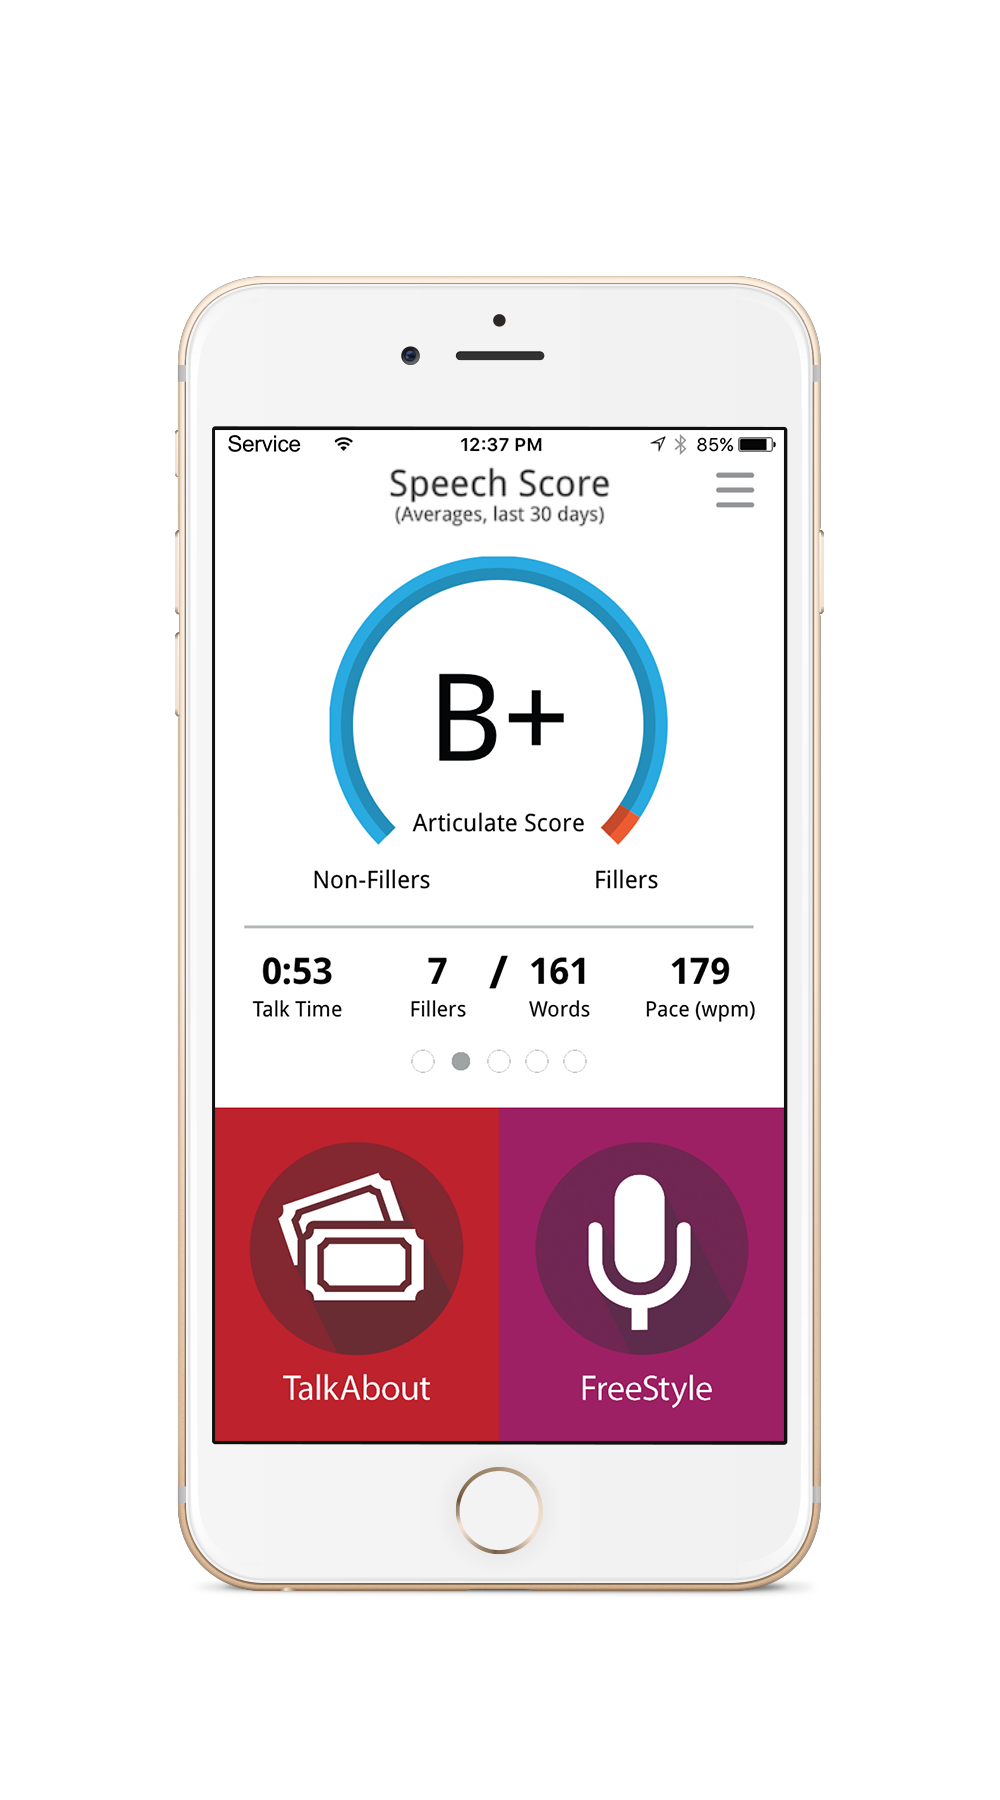 Service 12:37 PM 85%
Speech Score
(Averages, last 30 days)
B+
Articulate Score
Non-Fillers Fillers
0:53 7 / 161 179
Talk Time Fillers Words Pace (wpm)
TalkAbout FreeStyle